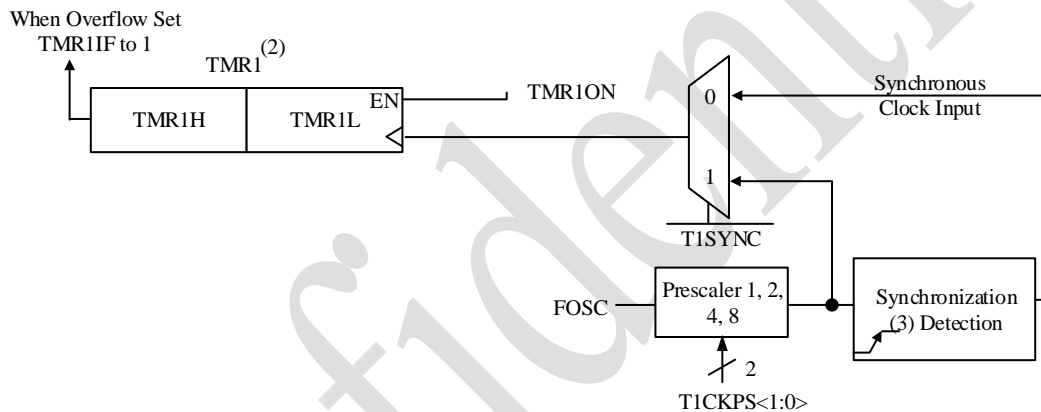 When Overflow Set
TMR1IF to 1
TMR1(2)
TMR1H
TMR1L
EN
TMR1ON
0
1
Synchronous
Clock Input
T1SYNC
FOSC
Prescaler 1, 2,
4, 8
Synchronization
(3) Detection
2
T1CKPS<1:0>
fident